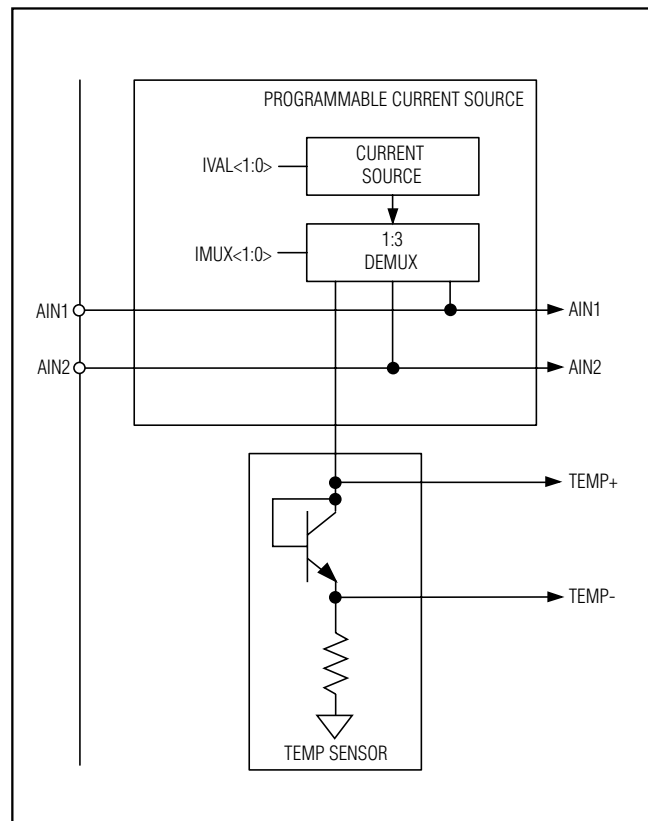 PROGRAMMABLE CURRENT SOURCE
CURRENT
SOURCE
IVAL<1:0>
1:3
DEMUX
IMUX<1:0>
AIN1
AIN1
AIN2
AIN2
TEMP+
TEMP-
TEMP SENSOR